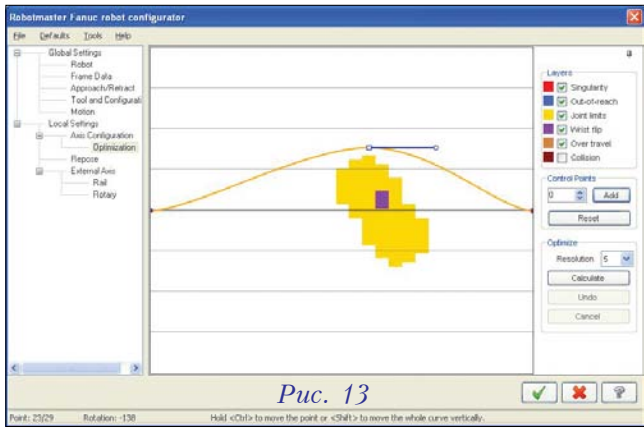 Robotmaster Fanuc robot configurator
File Defaults Tools Help
Global Settings
Robot
Frame Data
Approach/Retract
Tool and Configurati
Motion
Local Settings
Axis Configuration
Optimization
Repose
External Axis
Rail
Rotary
Layers
Singularity
Out-of-reach
Joint limits
Wrist flip
Over travel
Collision
Control Points
0 Add
Reset
Optimize
Resolution 5
Calculate
Undo
Cancel
Рис. 13
Point: 23/29 Rotation: -138 Hold <Ctrl> to move the point or <Shift> to move the whole curve vertically.